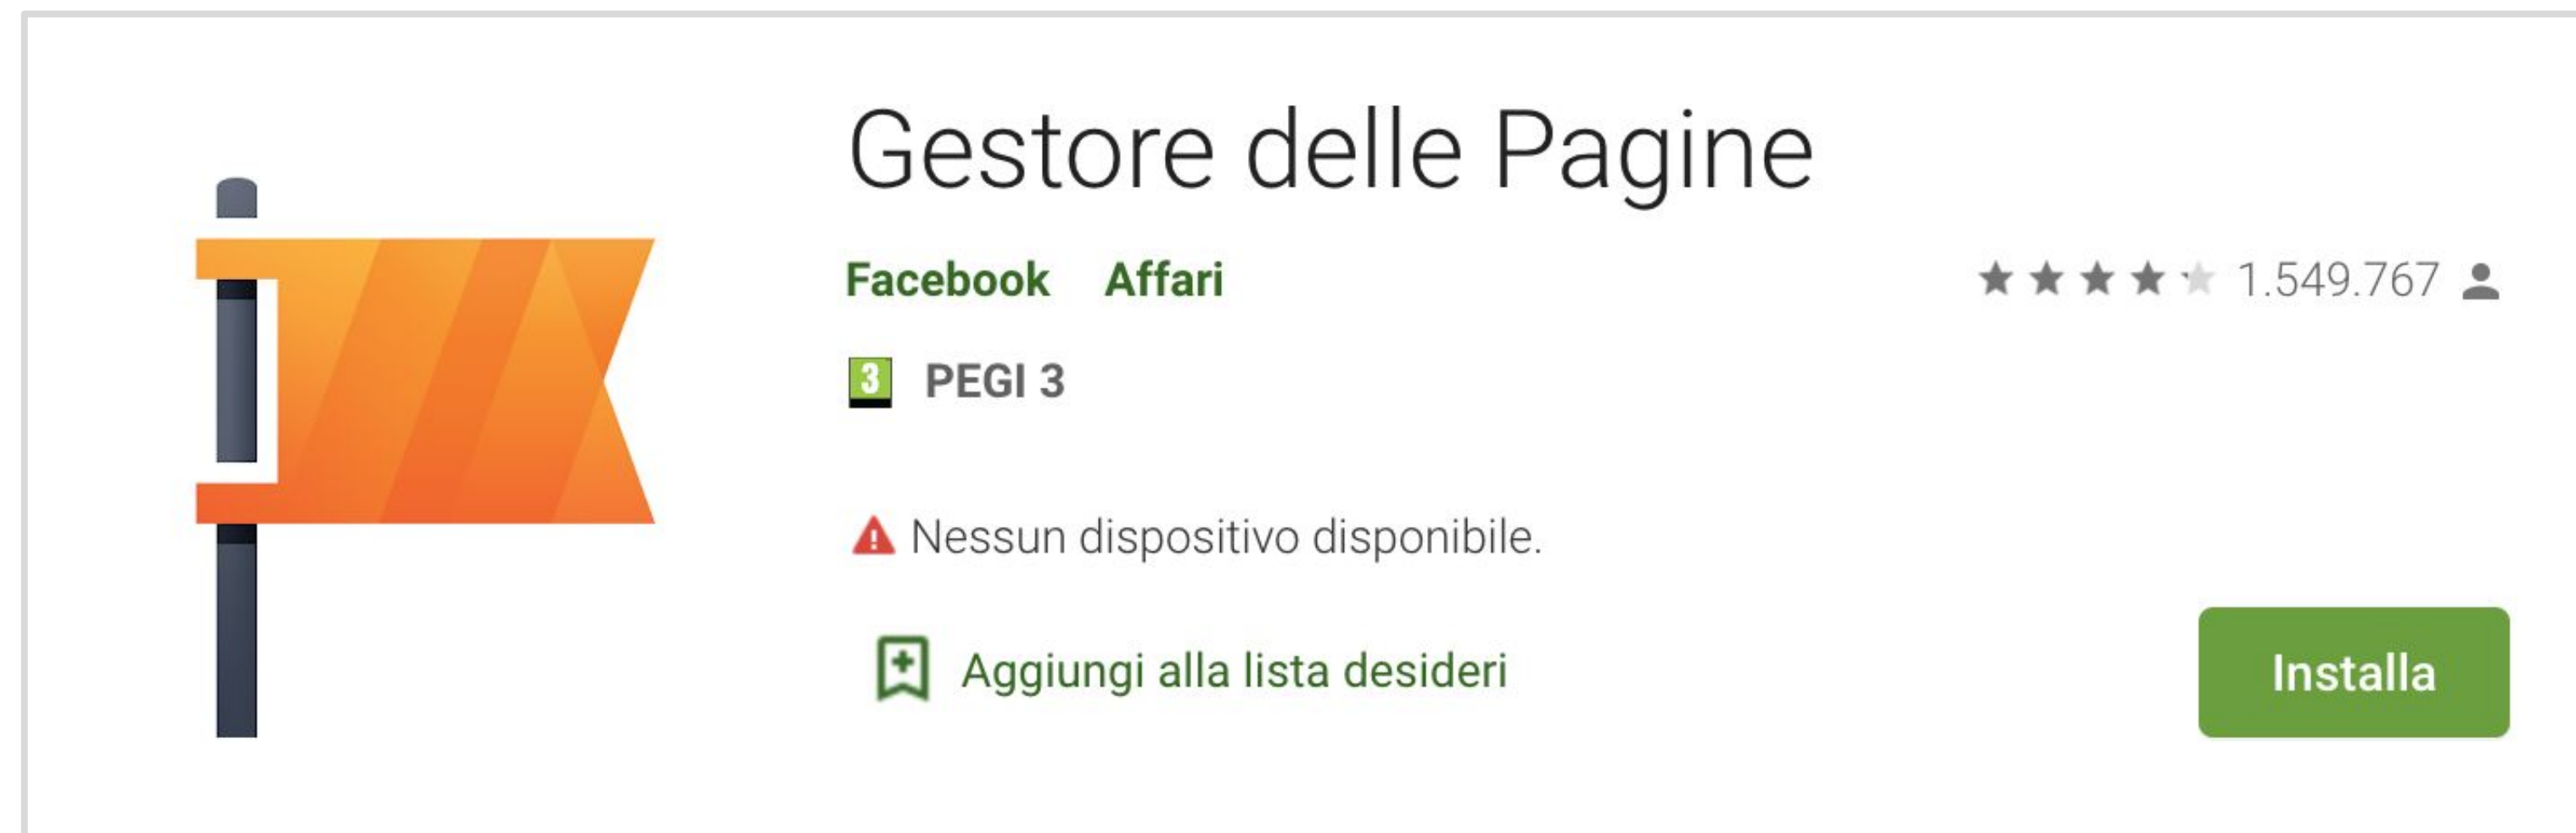 Gestore delle Pagine
Facebook Affari
1.549.767
3 PEGI 3
Nessun dispositivo disponibile.
Aggiungi alla lista desideri
Installa